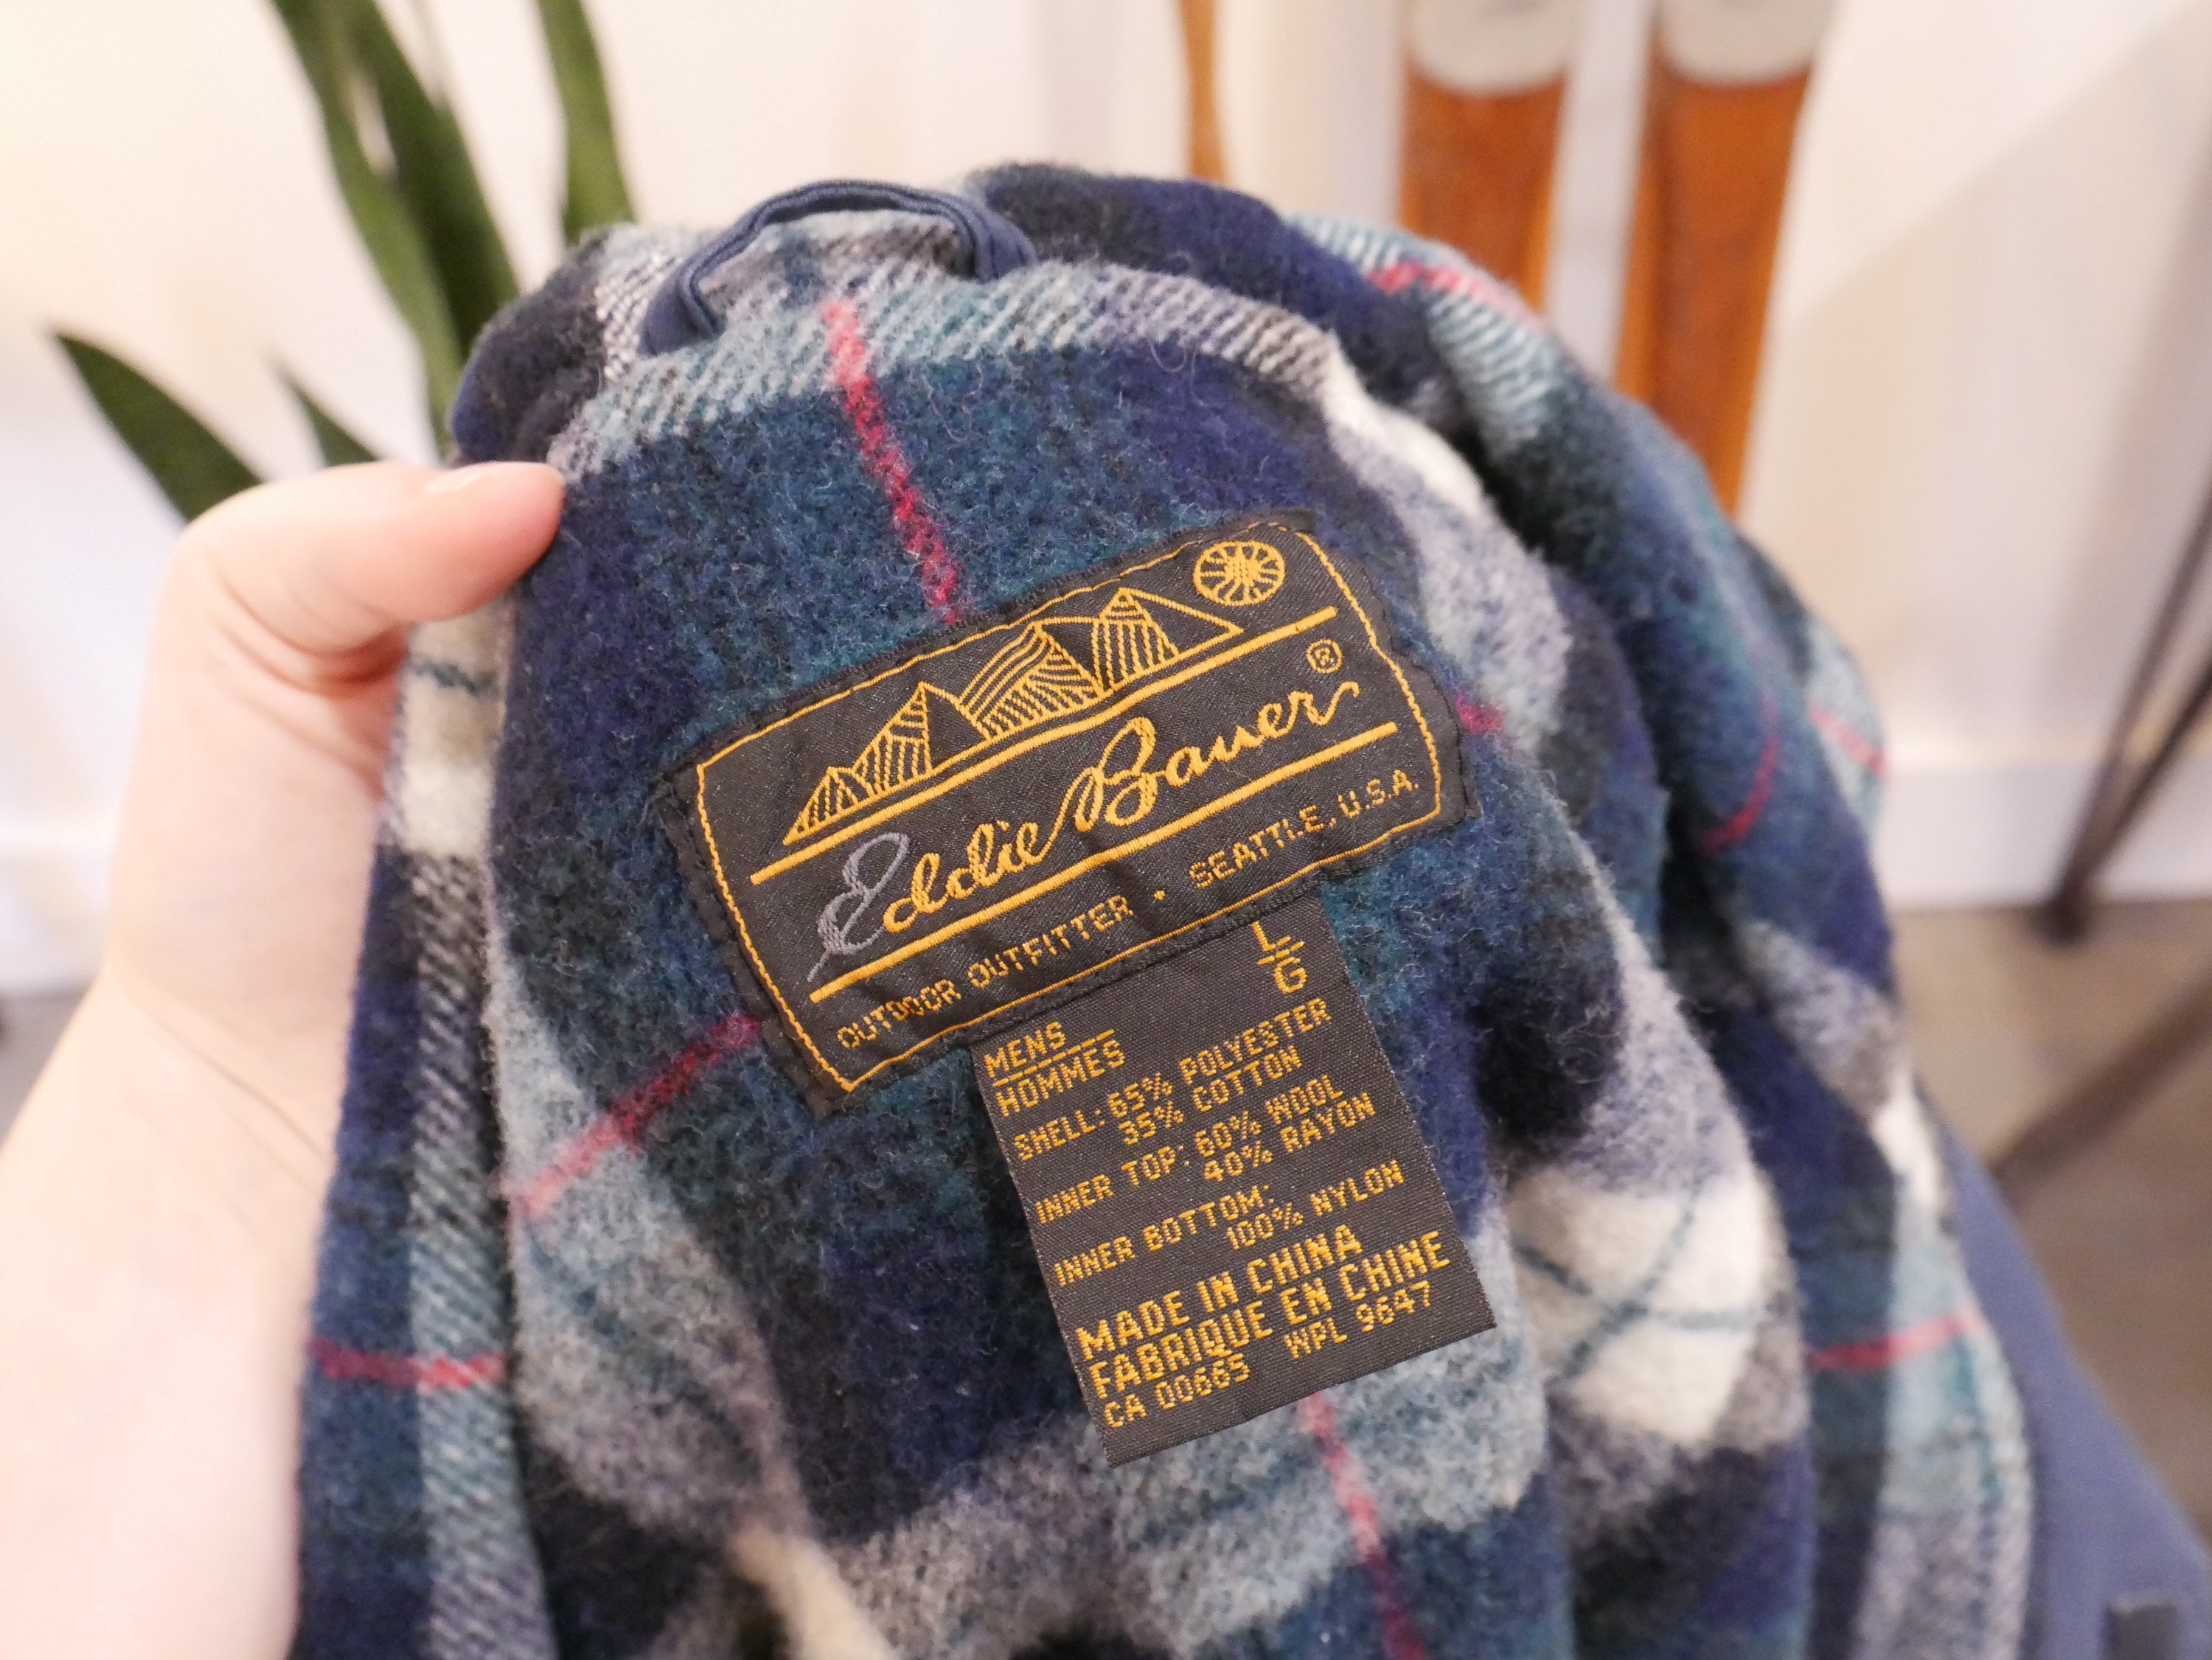 Eddie Bauer®
OUTDOOR OUTFITTER • SEATTLE, U.S.A.
L
G
MENS
HOMMES
SHELL: 65% POLYESTER
35% COTTON
INNER TOP: 60% WOOL
40% RAYON
INNER BOTTOM:
100% NYLON
MADE IN CHINA
FABRIQUE EN CHINE
CA 00665 WPL 9647